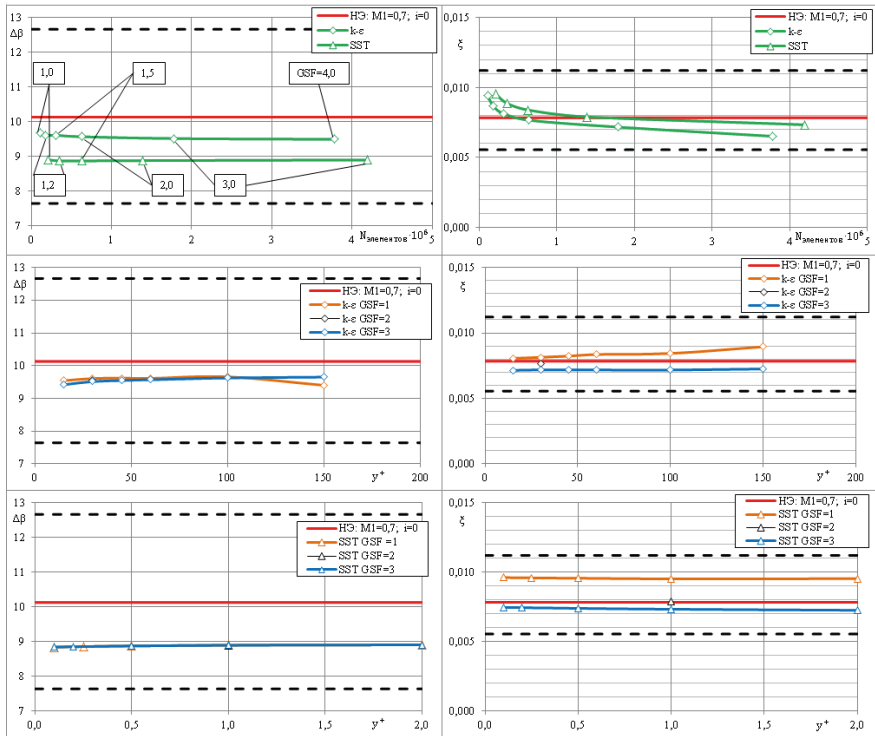 13
Δβ
12
11
10
9
8
7
НЭ: M1=0,7; i=0
k-ε
SST
1,0
1,5
GSF=4,0
1,2
2,0
3,0
0
1
2
3
4
5
Nэлементов·10⁶
0,015
ξ
0,010
0,005
0,000
НЭ: M1=0,7; i=0
k-ε
SST
0
1
2
3
4
5
Nэлементов·10⁶
13
Δβ
12
11
10
9
8
7
НЭ: M1=0,7; i=0
k-ε GSF=1
k-ε GSF=2
k-ε GSF=3
0
50
100
150
y⁺
200
0,015
ξ
0,010
0,005
0,000
НЭ: M1=0,7; i=0
k-ε GSF=1
k-ε GSF=2
k-ε GSF=3
0
50
100
150
y⁺
200
13
Δβ
12
11
10
9
8
7
НЭ: M1=0,7; i=0
SST GSF =1
SST GSF=2
SST GSF=3
0,0
0,5
1,0
1,5
y⁺
2,0
0,015
ξ
0,010
0,005
0,000
НЭ: M1=0,7; i=0
SST GSF=1
SST GSF=2
SST GSF=3
0,0
0,5
1,0
1,5
y⁺
2,0